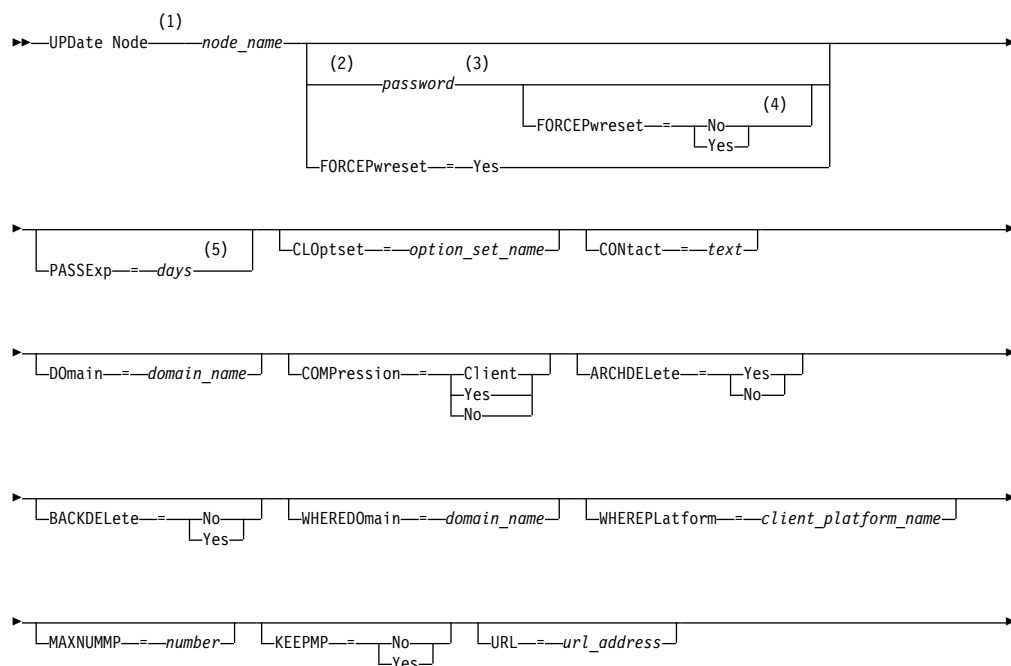 (1)
UPDate Node node_name
(2) (3)
password
(4)
FORCEPwreset = No
Yes
FORCEPwreset = Yes
(5)
PASSExp = days
CLOptset = option_set_name
CONtact = text
DOmain = domain_name
COMPression = Client
Yes
No
ARCHDELete = Yes
No
BACKDELete = No
Yes
WHEREDOmain = domain_name
WHEREPLatform = client_platform_name
MAXNUMMP = number
KEEPMP = No
Yes
URL = url_address